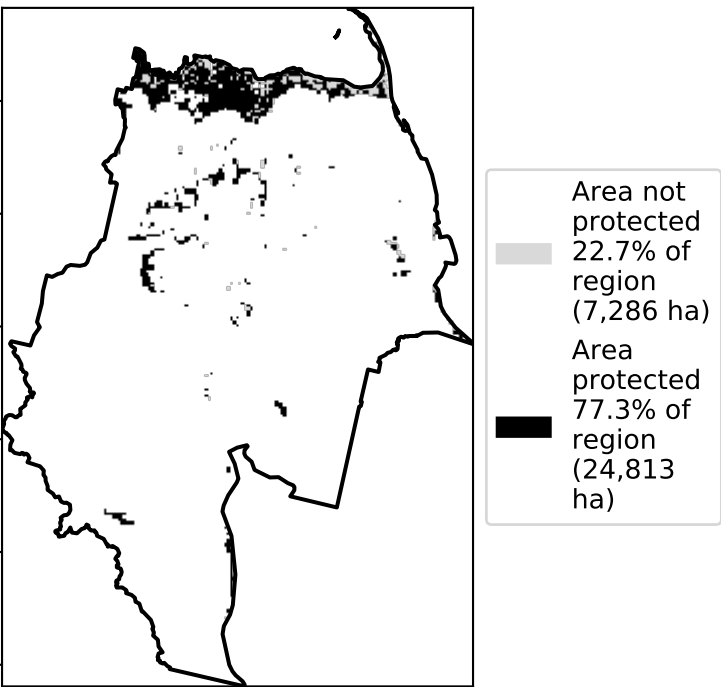 Area not
protected
22.7% of
region
(7,286 ha)
Area
protected
77.3% of
region
(24,813
ha)